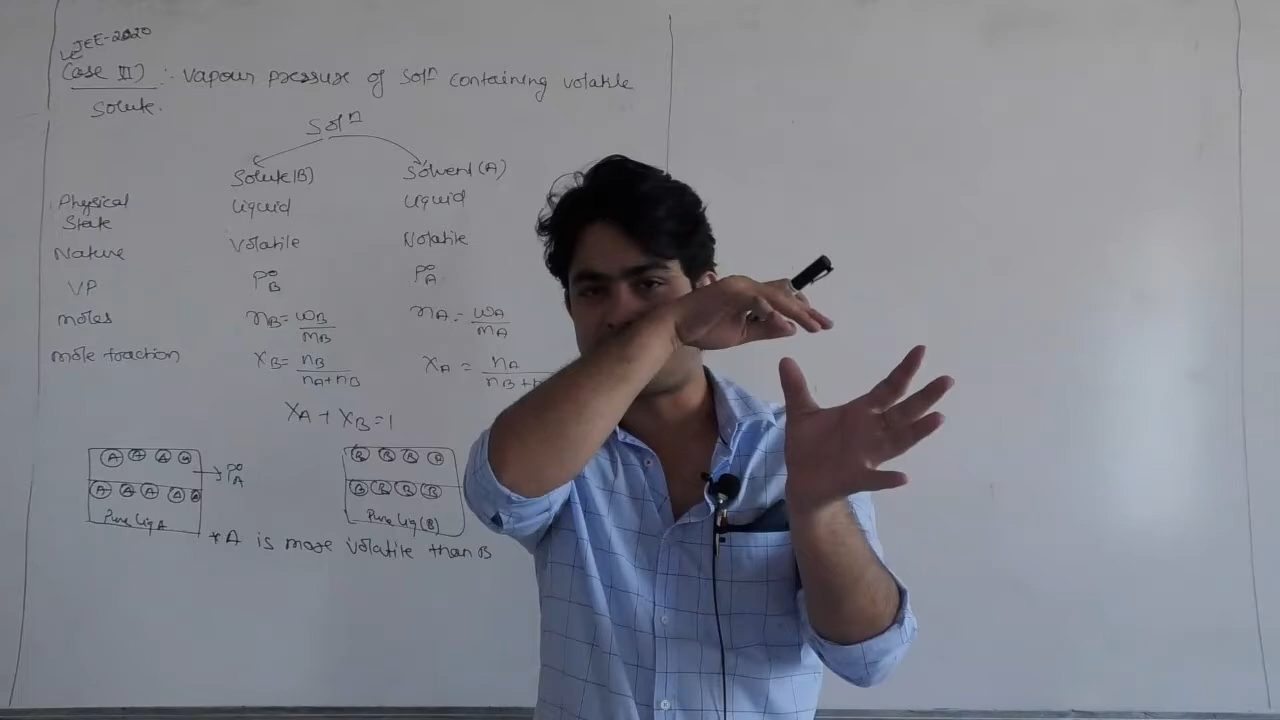 JEE-2020
Case III) :- Vapour pressure of Solⁿ containing volatile
Solute.
Solⁿ
Solute(B) Solvent(A)
Physical State Liquid Liquid
Nature Volatile Volatile
VP P°B P°A
moles nB = wB/mB nA = wA/mA
mole fraction XB = nB/nA+nB XA = nA/nB+
XA + XB = 1
A A A A B B B B
→ P°A
A A A A A B B B B
Pure Liq A Pure Liq(B)
* A is more volatile than B